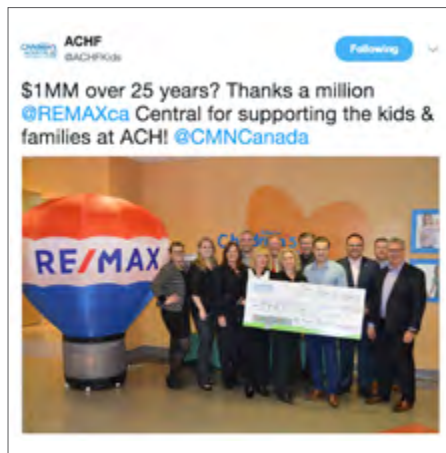 ACHF
@ACHFKids
Following
$1MM over 25 years? Thanks a million
@REMAXca Central for supporting the kids &
families at ACH! @CMNCanada
RE/MAX